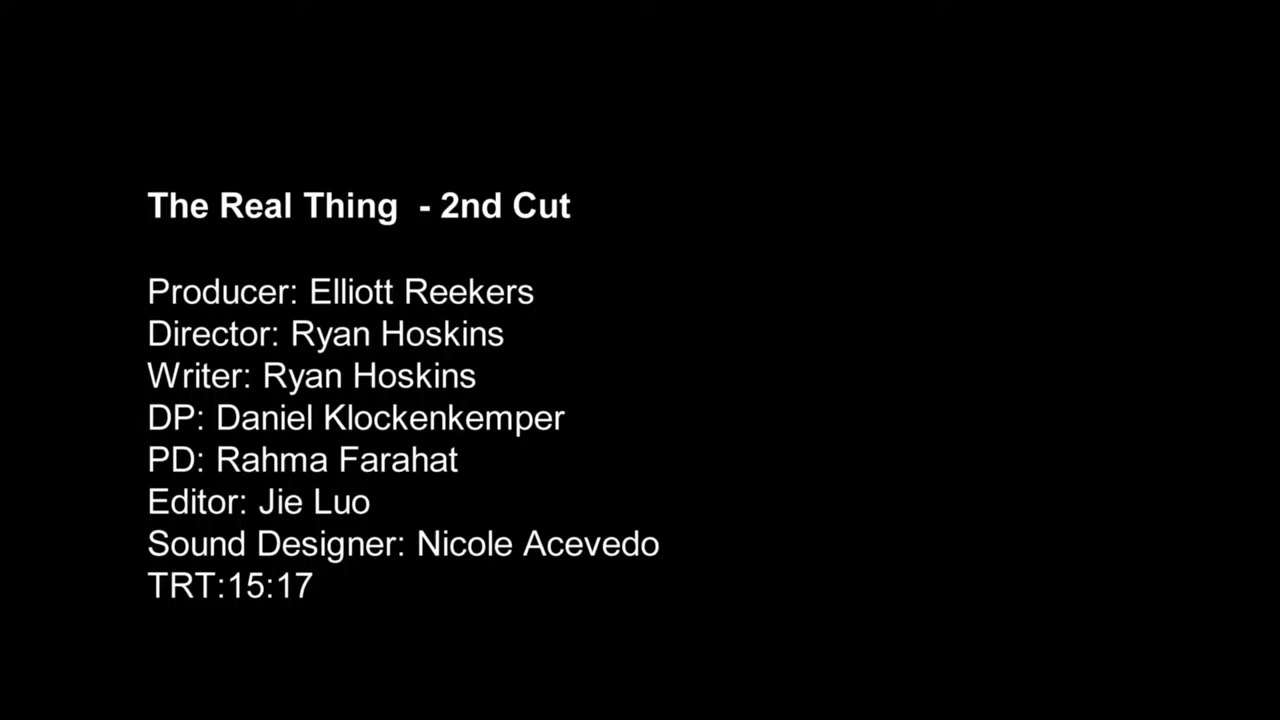 The Real Thing  - 2nd Cut
Producer: Elliott Reekers
Director: Ryan Hoskins
Writer: Ryan Hoskins
DP: Daniel Klockenkemper
PD: Rahma Farahat
Editor: Jie Luo
Sound Designer: Nicole Acevedo
TRT:15:17